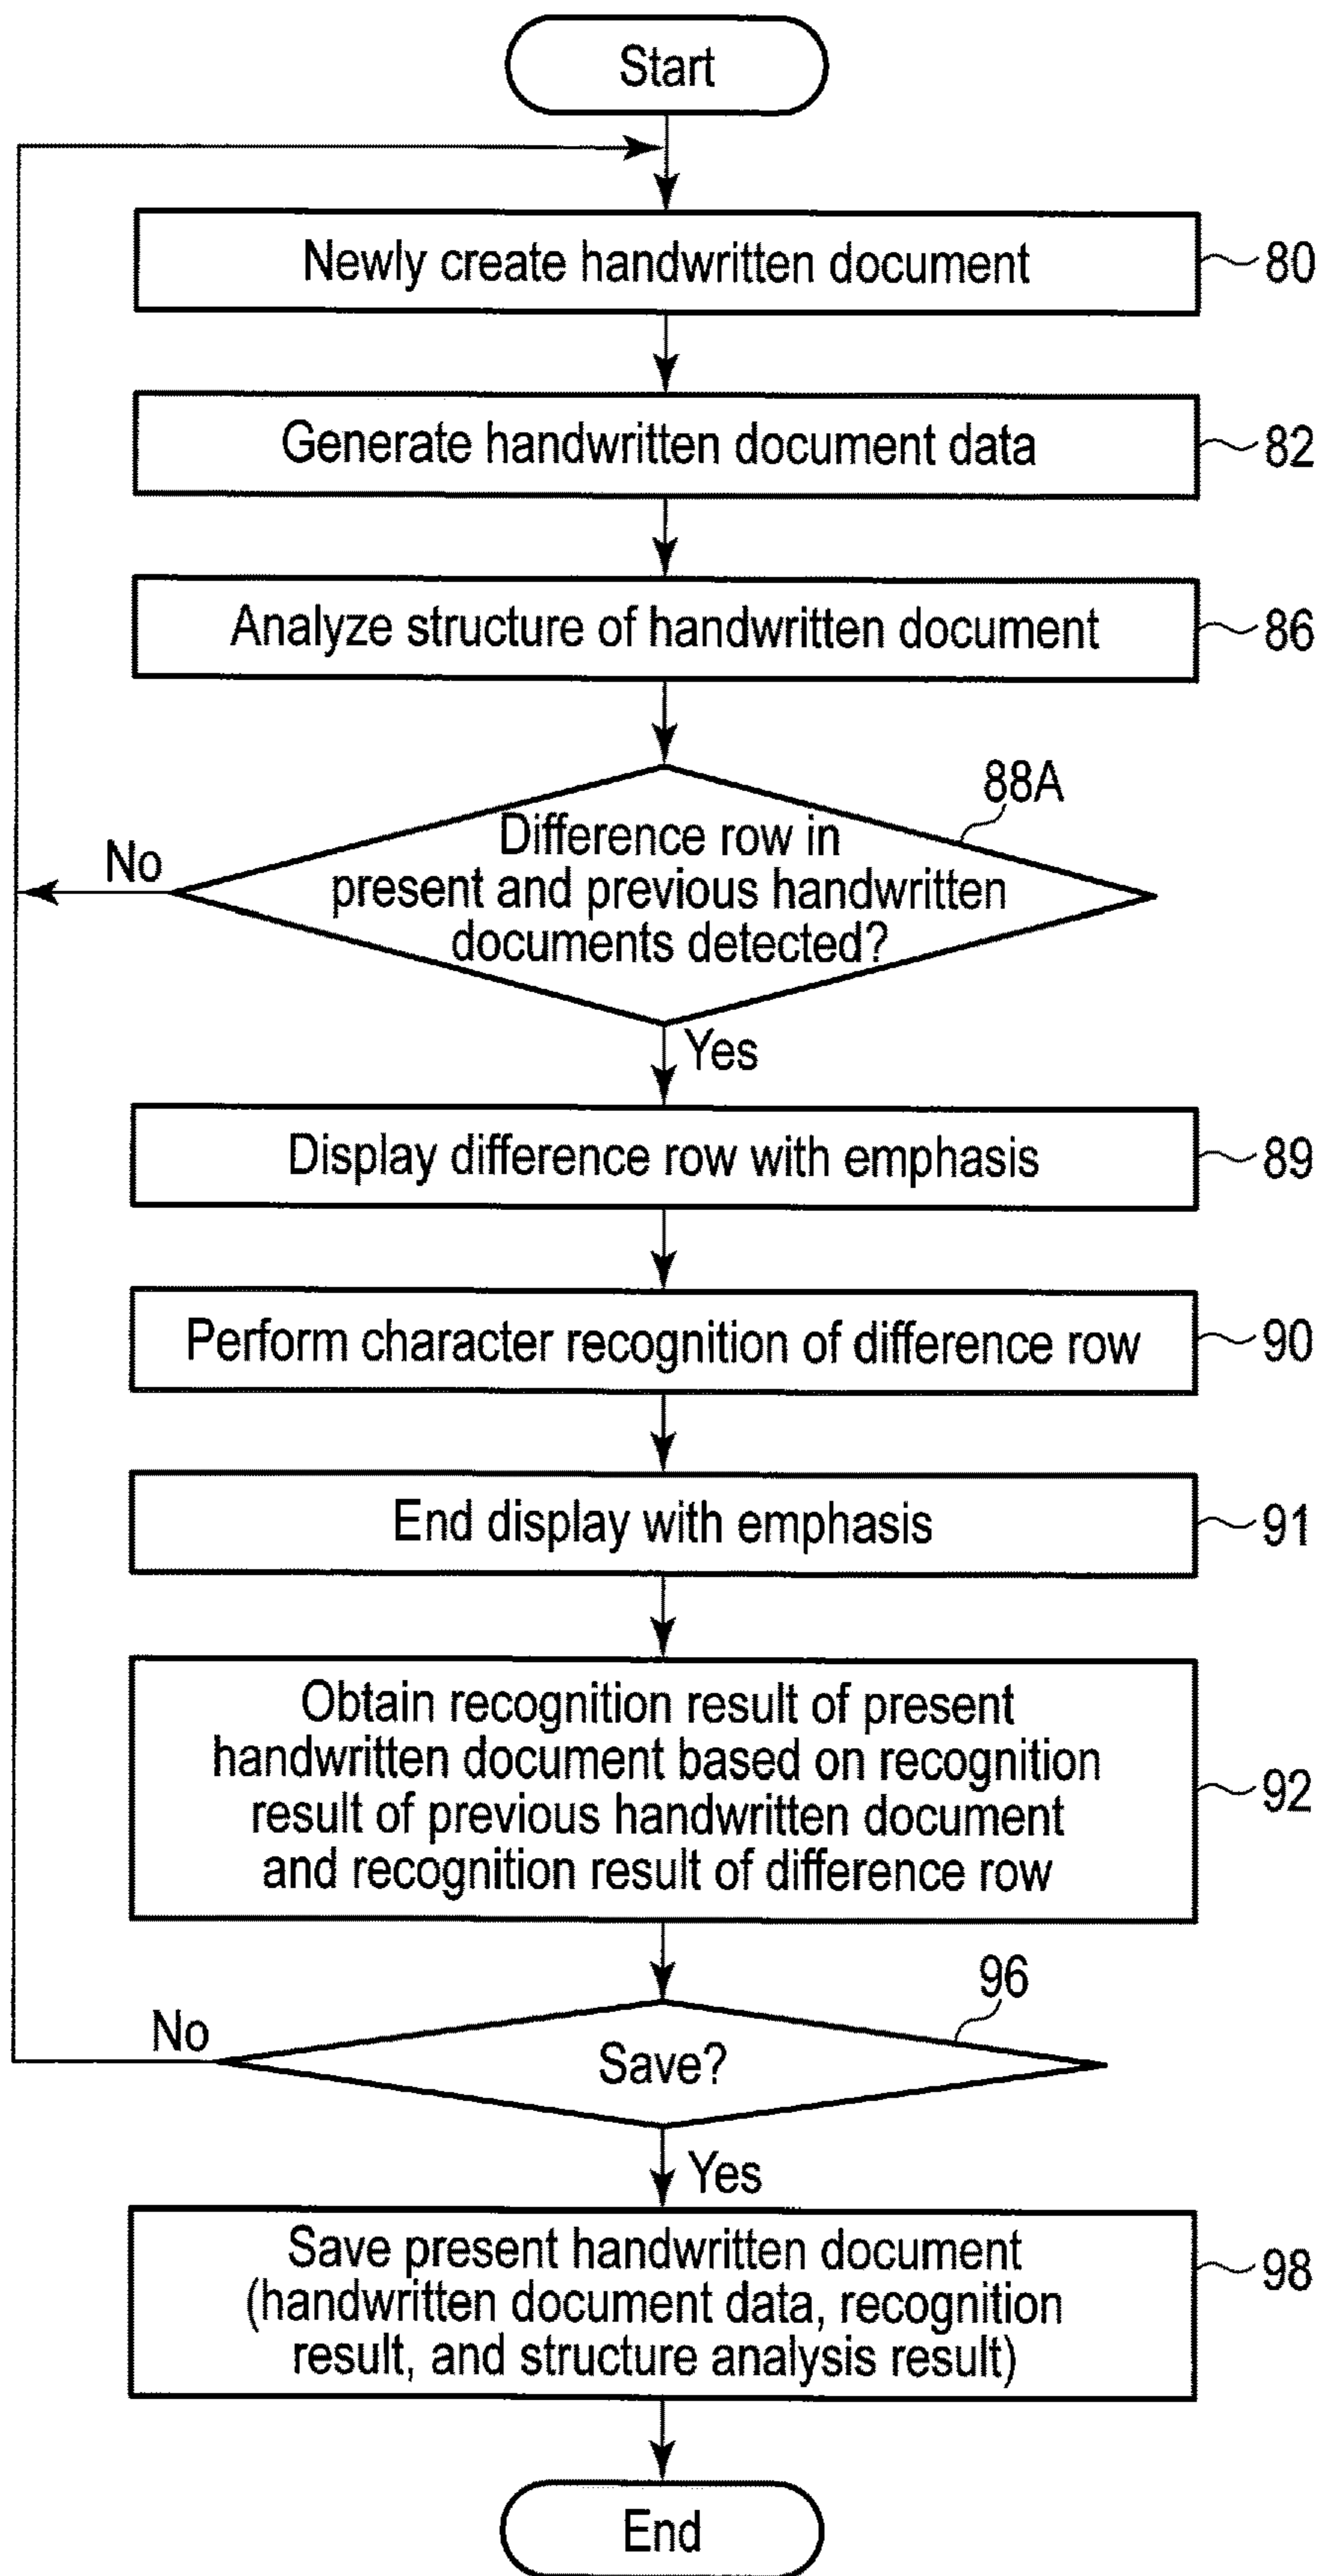 Start
Newly create handwritten document
80
Generate handwritten document data
82
Analyze structure of handwritten document
86
88A
Difference row in
present and previous handwritten
documents detected?
No
Yes
Display difference row with emphasis
89
Perform character recognition of difference row
90
End display with emphasis
91
Obtain recognition result of present
handwritten document based on recognition
result of previous handwritten document
and recognition result of difference row
92
96
Save?
No
Yes
Save present handwritten document
(handwritten document data, recognition
result, and structure analysis result)
98
End